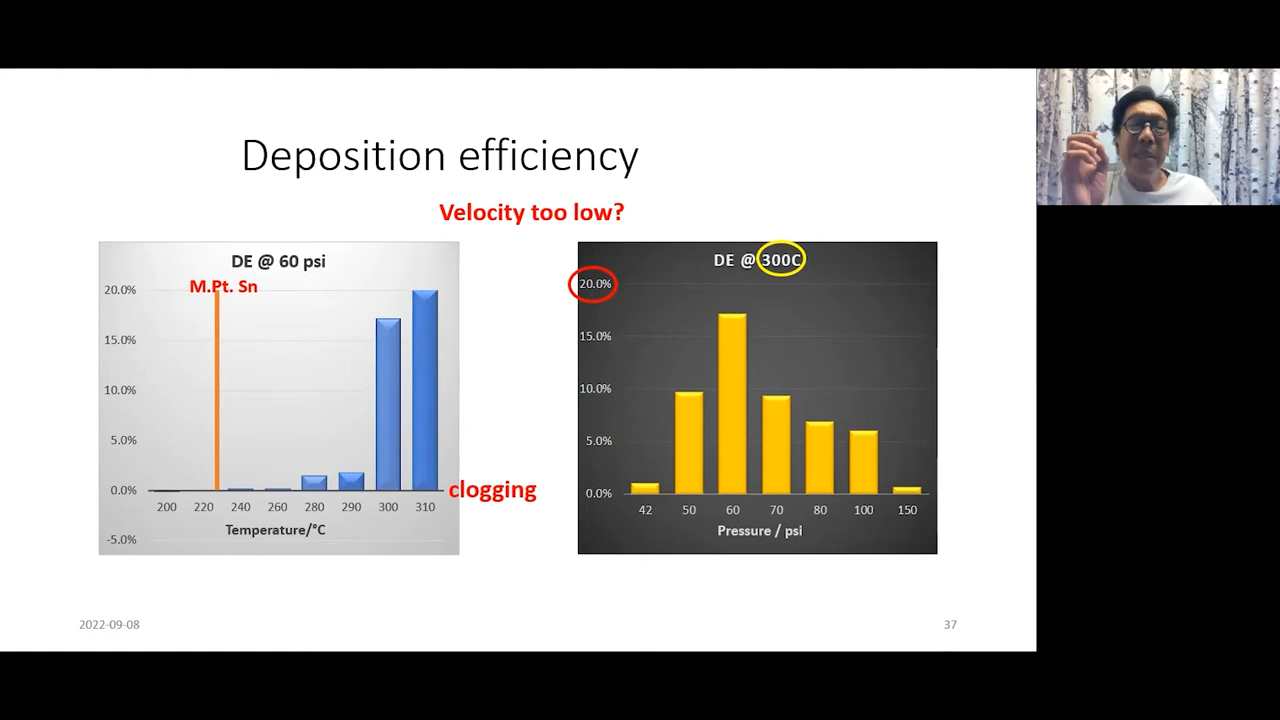 Deposition efficiency
Velocity too low?
DE @ 60 psi
M.Pt. Sn
20.0%
15.0%
10.0%
5.0%
0.0%
-5.0%
200 220 240 260 280 290 300 310
Temperature/°C
clogging
DE @ 300C
20.0%
15.0%
10.0%
5.0%
0.0%
42 50 60 70 80 100 150
Pressure / psi
2022-09-08
37